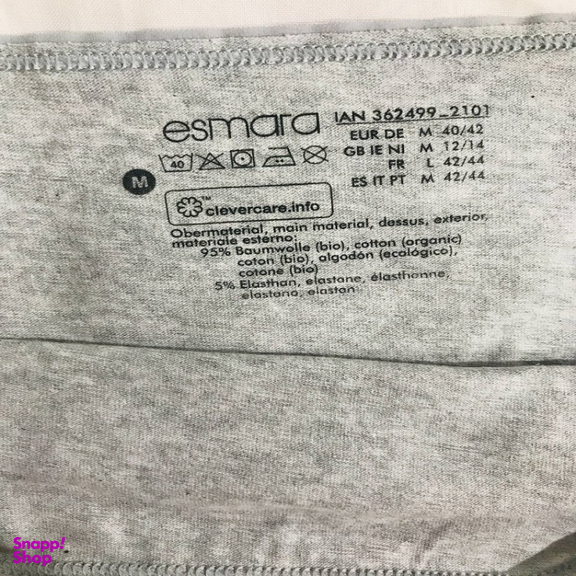 esmara
IAN 362499_2101
EUR DE M 40/42
GB IE NI M 12/14
FR L 42/44
ES IT PT M 42/44
40
M
clevercare.info
Obermaterial, main material, dessus, exterior,
materiale esterno:
95% Baumwolle (bio), cotton (organic)
coton (bio), algodón (ecológico),
cotone (bio)
5% Elasthan, elastane, élasthanne,
elastano, elastan
Snapp!
Shop